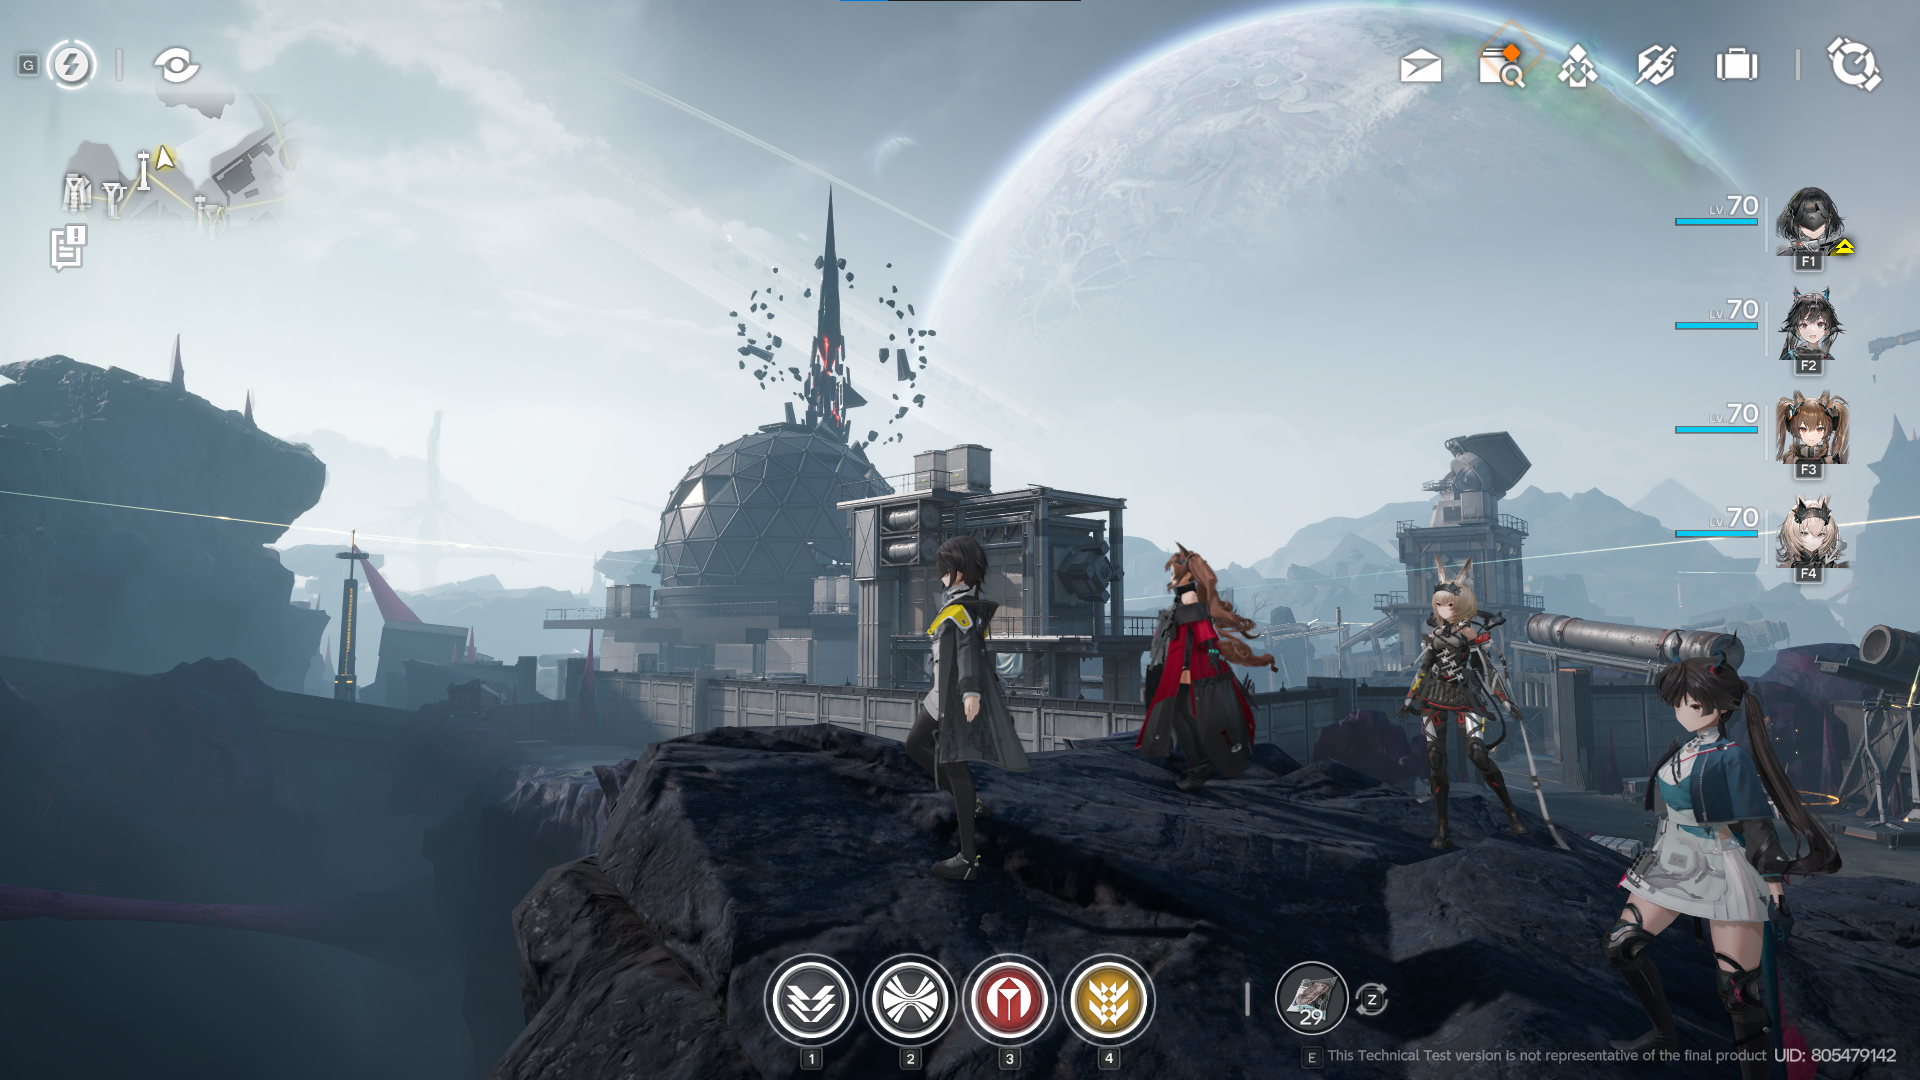 G
LV.70
F1
LV.70
F2
LV.70
F3
LV.70
F4
29
Z
1
2
3
4
E
This Technical Test version is not representative of the final product UID: 805479142